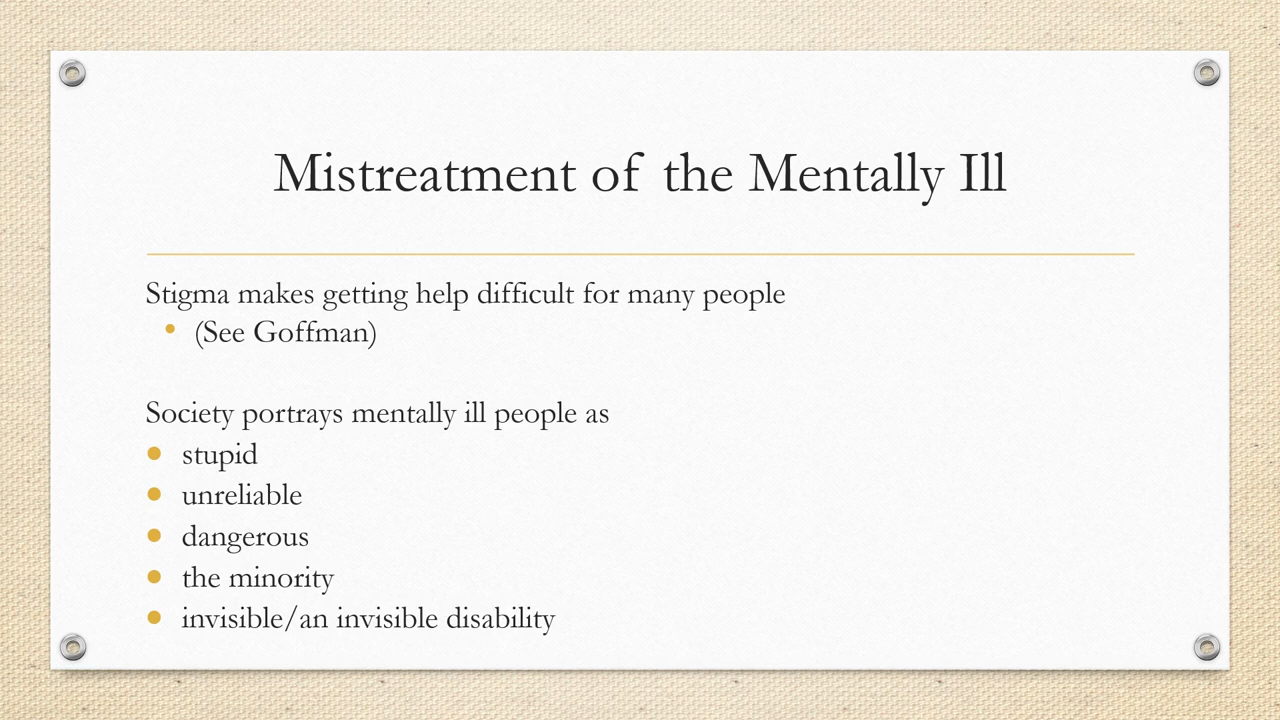 Mistreatment of the Mentally Ill
Stigma makes getting help difficult for many people
• (See Goffman)
Society portrays mentally ill people as
• stupid
• unreliable
• dangerous
• the minority
• invisible/an invisible disability